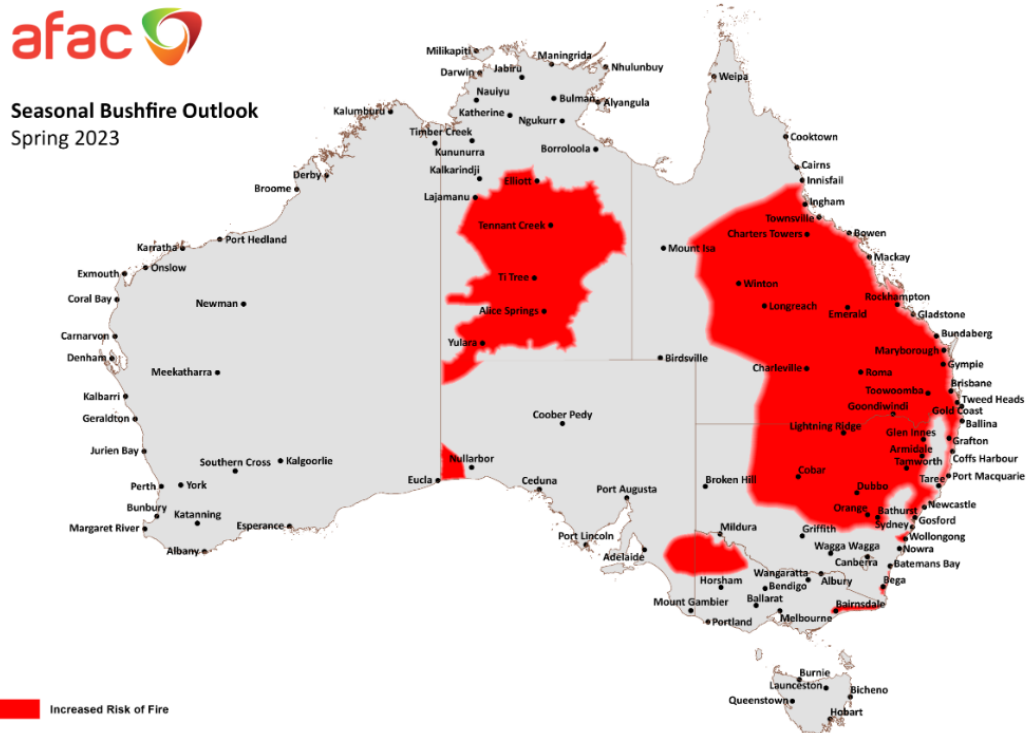 afac
Seasonal Bushfire Outlook
Spring 2023
Milikapiti
Maningrida
Darwin
Jabiru
Nhulunbuy
Weipa
Nauiyu
Bulman
Alyangula
Kalumburu
Katherine
Ngukurr
Timber Creek
Kununurra
Cooktown
Borroloola
Cairns
Derby
Kalkarindji
Elliott
Innisfail
Broome
Lajamanu
Ingham
Townsville
Tennant Creek
Charters Towers
Bowen
Port Hedland
Karratha
Mount Isa
Mackay
Exmouth
Onslow
Ti Tree
Winton
Coral Bay
Newman
Rockhampton
Longreach
Alice Springs
Emerald
Gladstone
Carnarvon
Bundaberg
Yulara
Denham
Birdsville
Maryborough
Gympie
Meekatharra
Charleville
Roma
Brisbane
Kalbarri
Toowoomba
Tweed Heads
Goondiwindi
Gold Coast
Geraldton
Coober Pedy
Ballina
Lightning Ridge
Glen Innes
Grafton
Jurien Bay
Armidale
Nullarbor
Coffs Harbour
Southern Cross
Kalgoorlie
Tamworth
Cobar
Port Macquarie
Eucla
Ceduna
Broken Hill
Taree
Perth
York
Port Augusta
Dubbo
Newcastle
Bunbury
Orange
Bathurst
Gosford
Katanning
Sydney
Margaret River
Esperance
Mildura
Griffith
Wollongong
Port Lincoln
Wagga Wagga
Nowra
Albany
Adelaide
Canberra
Batemans Bay
Wangaratta
Horsham
Albury
Bega
Bendigo
Mount Gambier
Ballarat
Bairnsdale
Portland
Melbourne
Burnie
Launceston
Bicheno
Queenstown
Increased Risk of Fire
Hobart